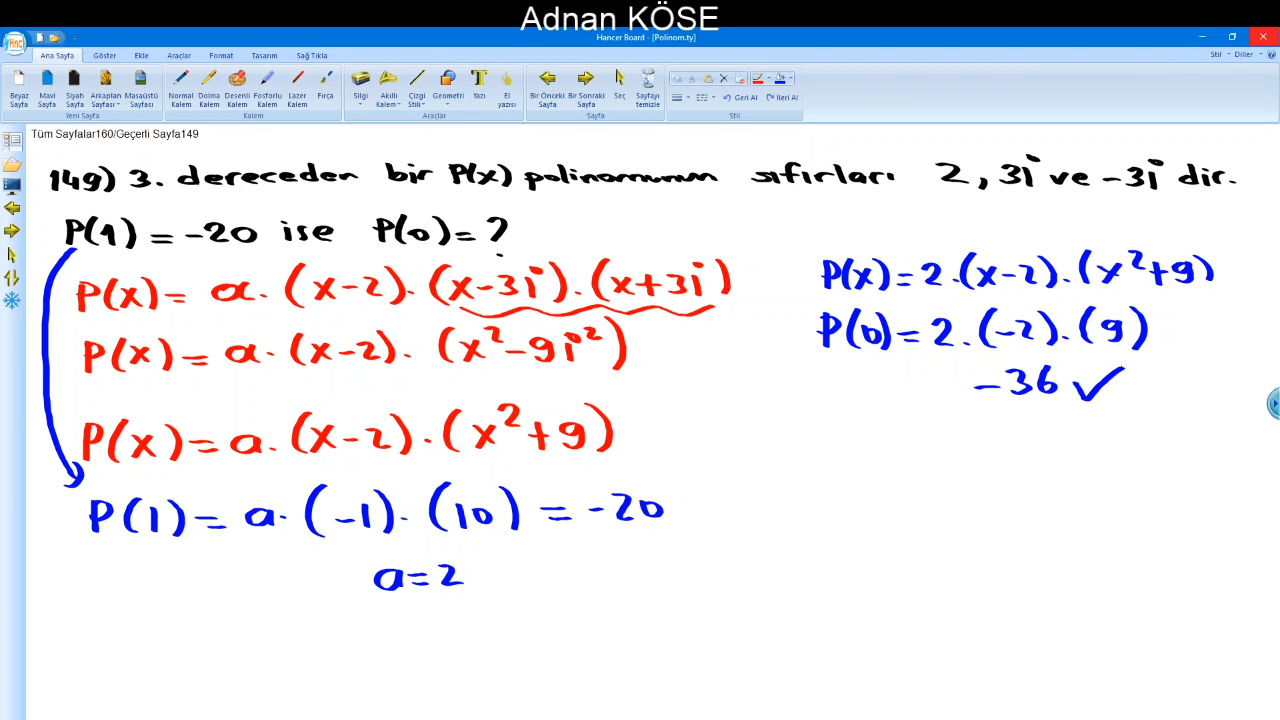 Adnan KÖSE
Hancer Board - [Polinom.ty]
Hnc
Ana Sayfa Göster Ekle Araçlar Format Tasarım Sağ Tıkla Stil Diller
Beyaz Sayfa Mavi Sayfa Siyah Sayfa Arkaplan Sayfası Masaüstü Sayfası Normal Kalem Dolma Kalem Desenli Kalem Fosforlu Kalem Lazer Kalem Fırça Silgi Akıllı Kalem Çizgi Stili Geometri Yazı El yazısı Bir Önceki Sayfa Bir Sonraki Sayfa Seç Sayfayı temizle Geri Al İleri Al
Yeni Sayfa Kalem Araçlar Sayfa Stil
Tüm Sayfalar160/Geçerli Sayfa149
149) 3. dereceden bir P(x) polinomunun sıfırları 2, 3i ve -3i dir.
P(1) = -20 ise P(0) = ?
P(x) = a·(x-2)·(x-3i)·(x+3i)
P(x) = a·(x-2)·(x²-9i²)
P(x) = a·(x-2)·(x²+9)
P(1) = a·(-1)·(10) = -20
a = 2
P(x) = 2·(x-2)·(x²+9)
P(0) = 2·(-2)·(9)
-36 ✓